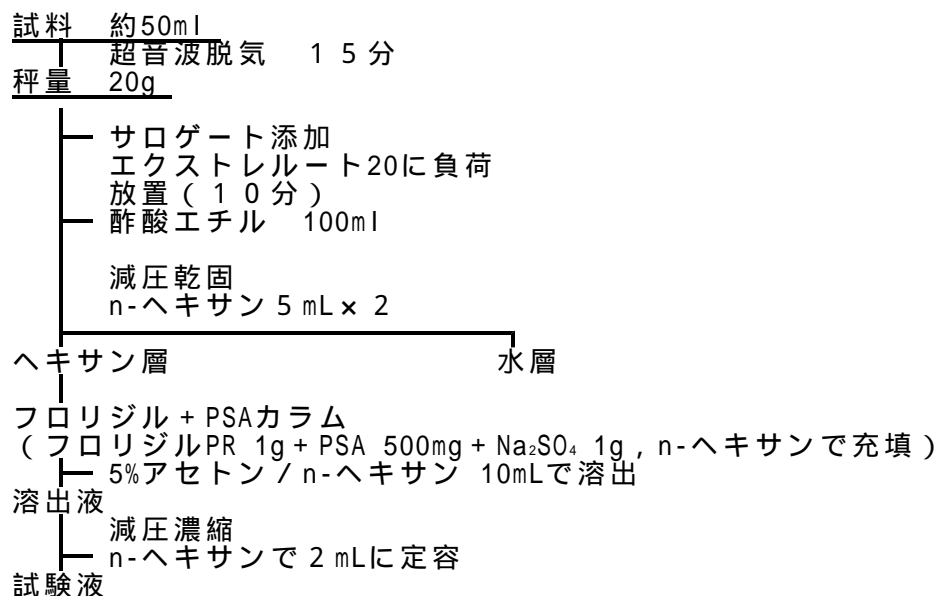 試料 約50ml
超音波脱気 15分
秤量 20g
サロゲート添加
エクストレルート20に負荷
放置(10分)
酢酸エチル 100ml
減圧乾固
n-ヘキサン5mL×2
ヘキサン層 水層
フロリジル+PSAカラム
(フロリジルPR 1g+PSA 500mg+Na₂SO₄ 1g,n-ヘキサンで充填)
5%アセトン/n-ヘキサン 10mLで溶出
溶出液
減圧濃縮
n-ヘキサンで2mLに定容
試験液